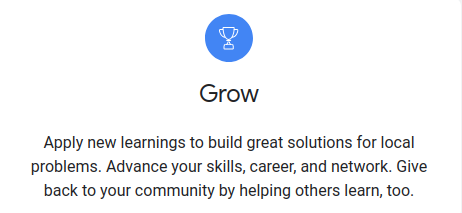 Grow
Apply new learnings to build great solutions for local
problems. Advance your skills, career, and network. Give
back to your community by helping others learn, too.